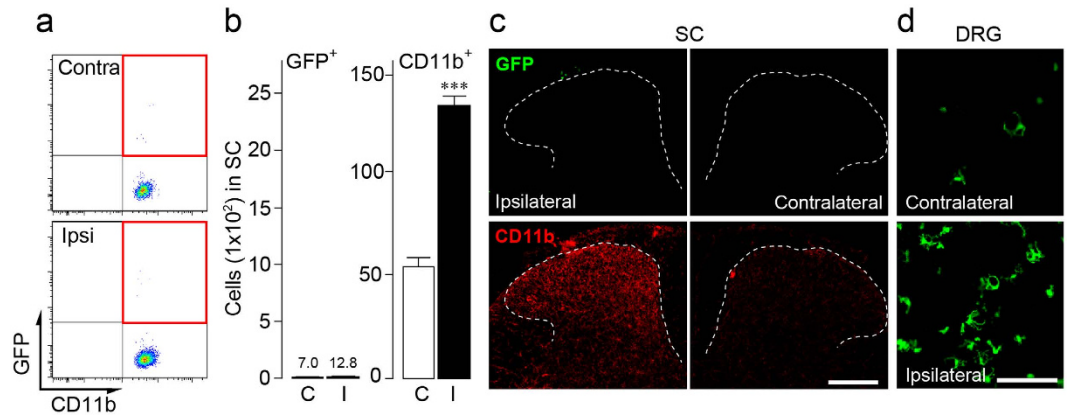 a
Contra
Ipsi
GFP
CD11b
b
GFP+
CD11b+
Cells (1x10²) in SC
25
20
15
10
5
0
7.0
12.8
C
I
150
100
50
0
***
C
I
c
SC
GFP
Ipsilateral
Contralateral
CD11b
d
DRG
Contralateral
Ipsilateral